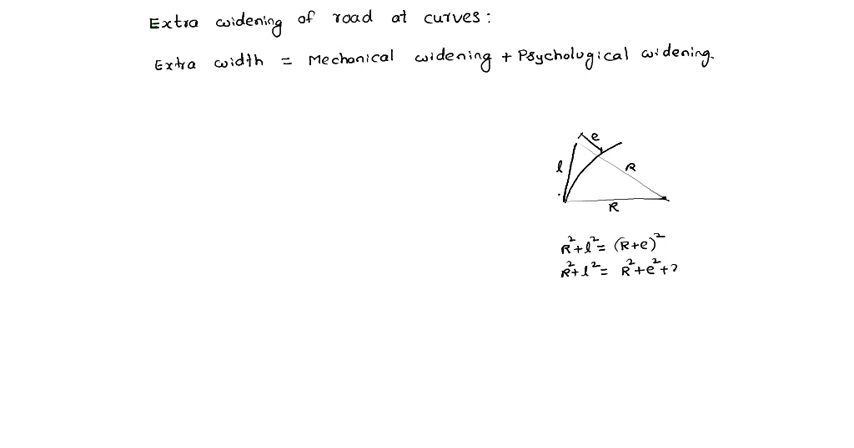 Extra widening of road at curves:
Extra width = Mechanical widening + Psychological widening.
e
l
R
R
R²+l²= (R+e)²
R²+l²= R²+e²+2